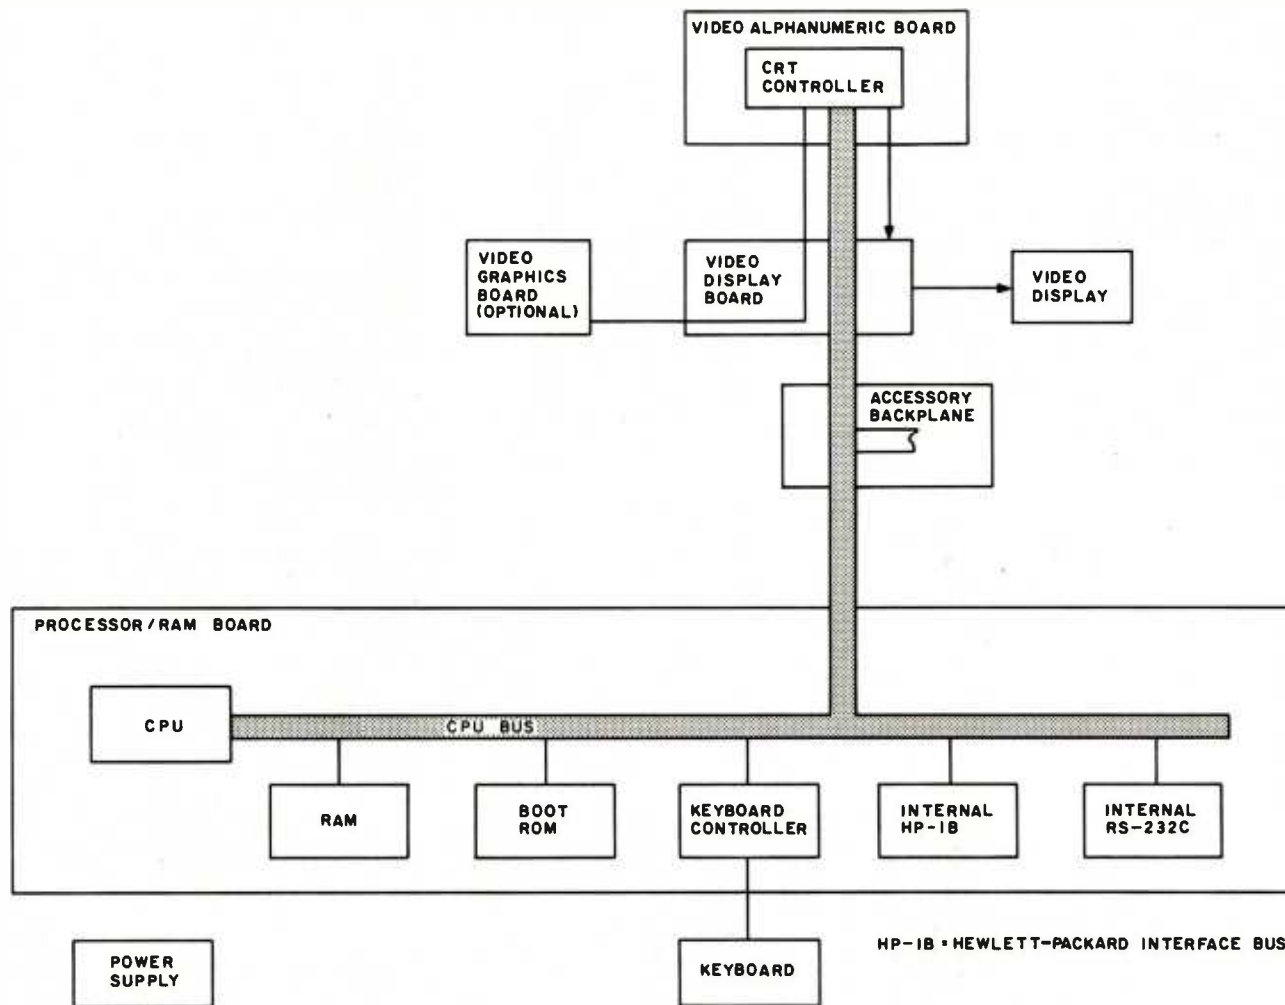 VIDEO ALPHANUMERIC BOARD
CRT
CONTROLLER
VIDEO
GRAPHICS
BOARD
(OPTIONAL)
VIDEO
DISPLAY
BOARD
VIDEO
DISPLAY
ACCESSORY
BACKPLANE
PROCESSOR/RAM BOARD
CPU
CPU BUS
RAM
BOOT
ROM
KEYBOARD
CONTROLLER
INTERNAL
HP-IB
INTERNAL
RS-232C
POWER
SUPPLY
KEYBOARD
HP-IB = HEWLETT-PACKARD INTERFACE BUS